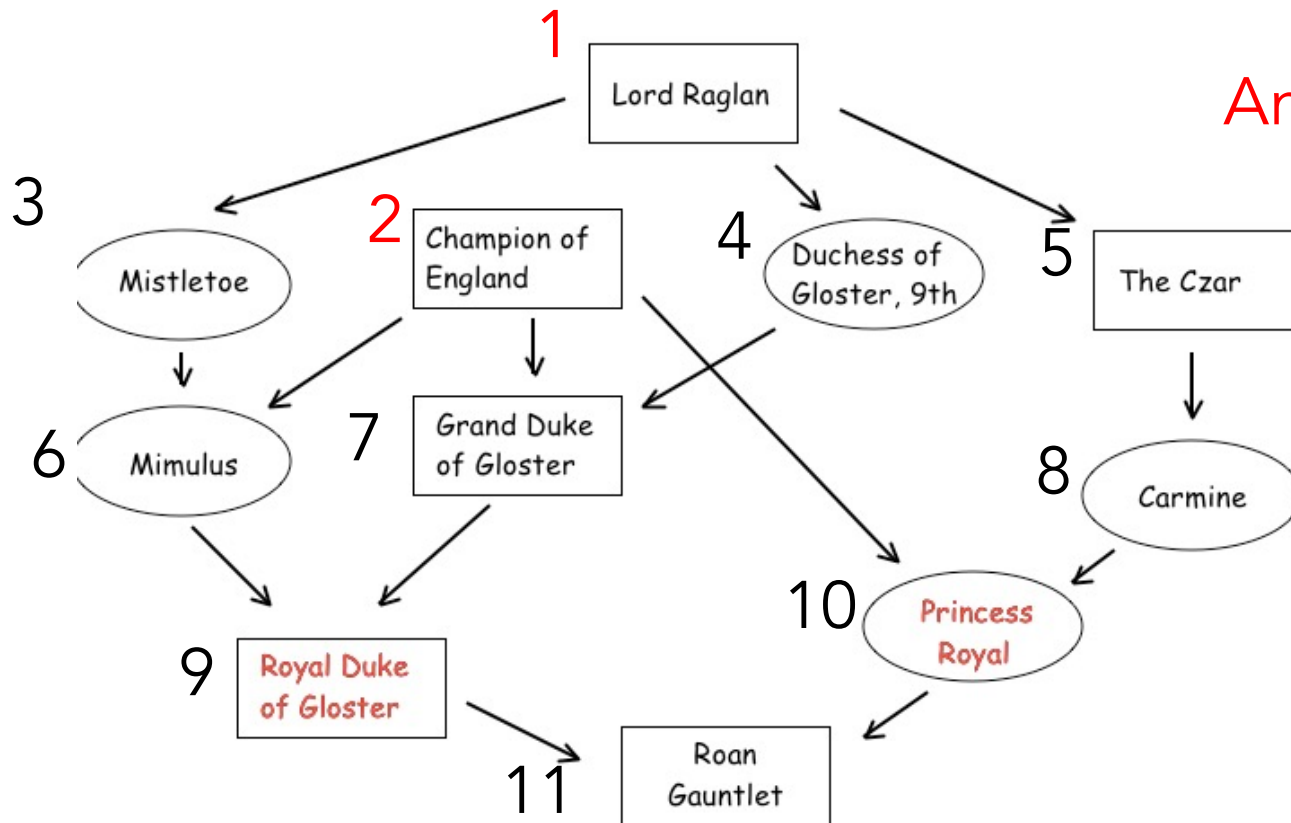 1
Lord Raglan
Ar
3
2
Champion of
England
4
Duchess of
Gloster, 9th
5
The Czar
Mistletoe
6
Mimulus
7
Grand Duke
of Gloster
8
Carmine
10
Princess
Royal
9
Royal Duke
of Gloster
11
Roan
Gauntlet